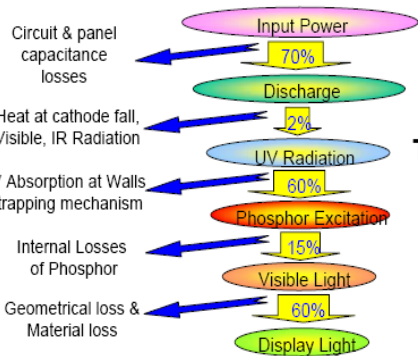 Input Power
Circuit & panel
capacitance
losses
70%
Discharge
Heat at cathode fall,
Visible, IR Radiation
2%
UV Radiation
Absorption at Walls
trapping mechanism
60%
Phosphor Excitation
Internal Losses
of Phosphor
15%
Visible Light
Geometrical loss &
Material loss
60%
Display Light